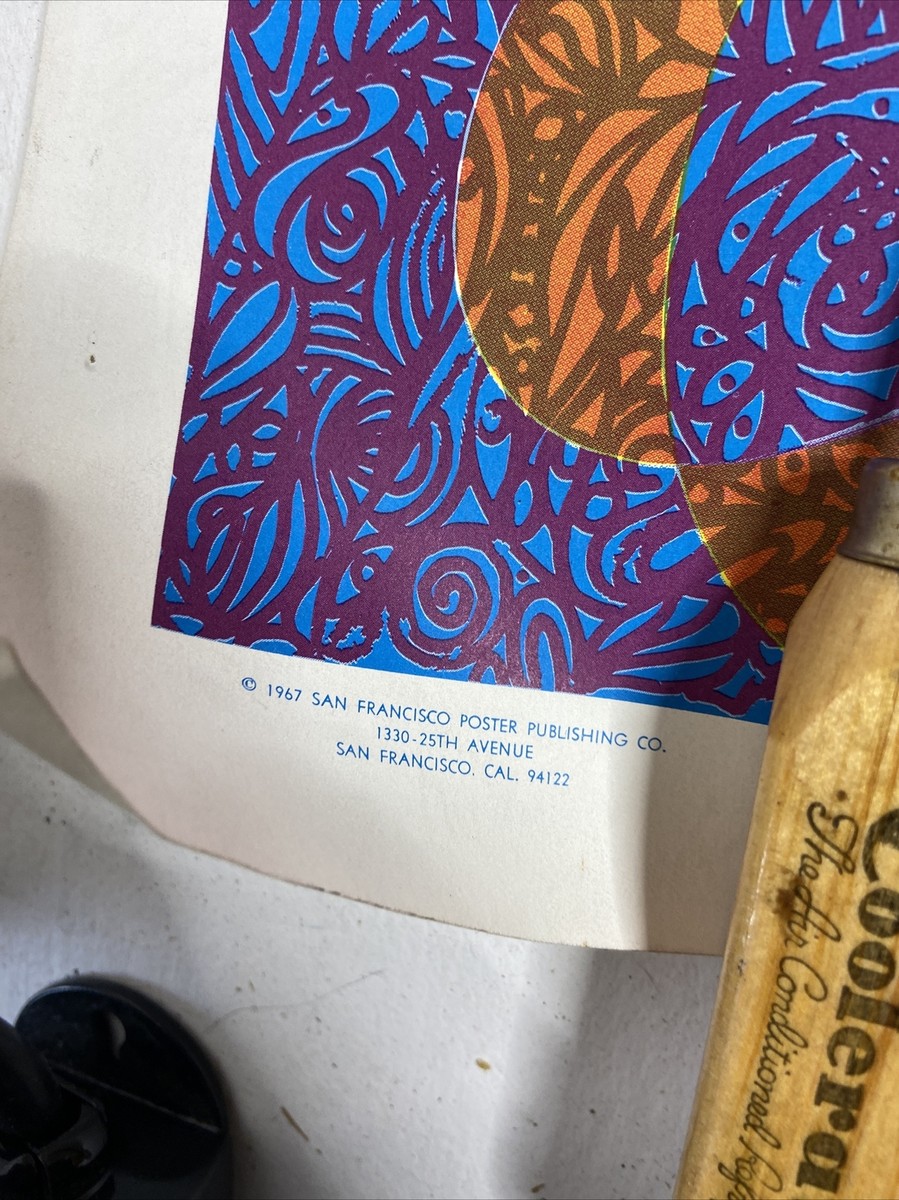 © 1967 SAN FRANCISCO POSTER PUBLISHING CO.
1330-25TH AVENUE
SAN FRANCISCO, CAL. 94122
Coolera
The Air Conditioned